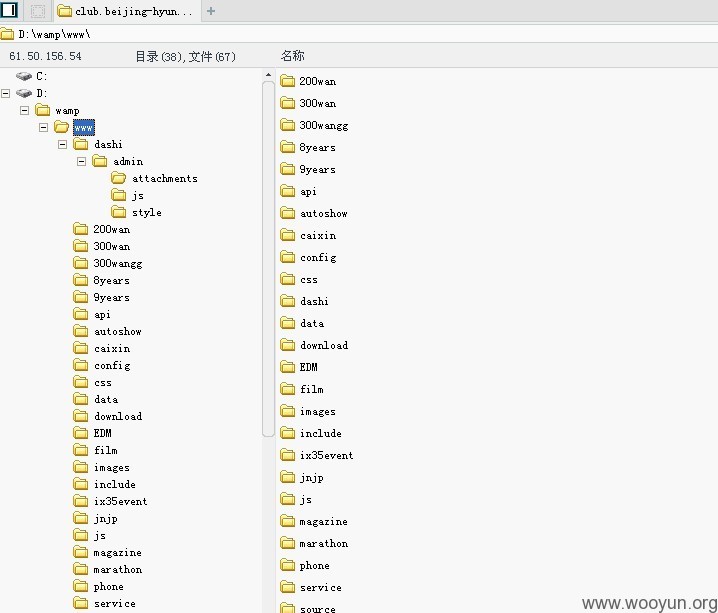 club.beijing-hyun...
D:\wamp\www\
61.50.156.54 目录(38),文件(67) 名称
C:
D:
wamp
www
dashi
admin
attachments
js
style
200wan
300wan
300wangg
8years
9years
api
autoshow
caixin
config
css
data
download
EDM
film
images
include
ix35event
jnjp
js
magazine
marathon
phone
service
200wan
300wan
300wangg
8years
9years
api
autoshow
caixin
config
css
dashi
data
download
EDM
film
images
include
ix35event
jnjp
js
magazine
marathon
phone
service
source
www.wooyun.org